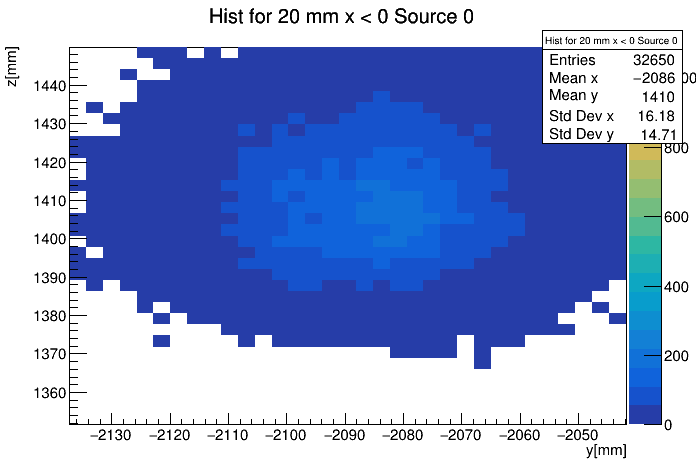 Hist for 20 mm x < 0 Source 0
z[mm]
Hist for 20 mm x < 0 Source 0
Entries 32650
Mean x −2086
Mean y 1410
Std Dev x 16.18
Std Dev y 14.71
1440
1430
1420
1410
1400
1390
1380
1370
1360
800
600
400
200
0
−2130 −2120 −2110 −2100 −2090 −2080 −2070 −2060 −2050
y[mm]